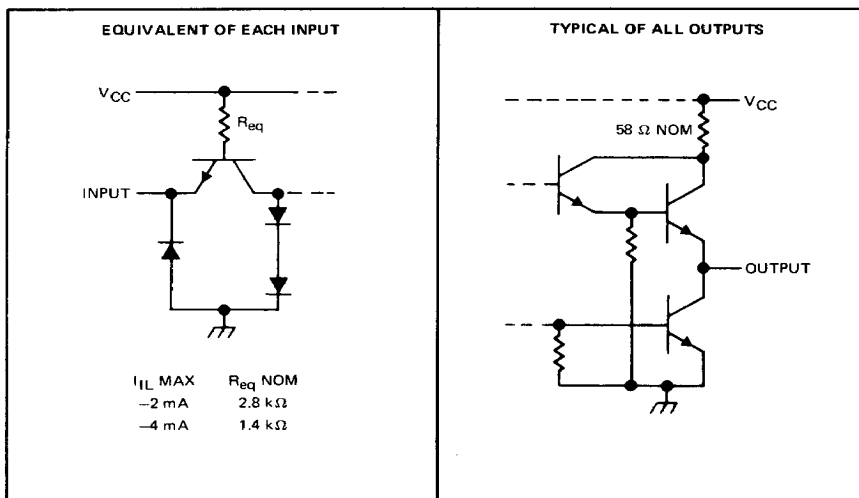 EQUIVALENT OF EACH INPUT
VCC
Req
INPUT
IIL MAX Req NOM
−2 mA 2.8 kΩ
−4 mA 1.4 kΩ
TYPICAL OF ALL OUTPUTS
VCC
58 Ω NOM
OUTPUT